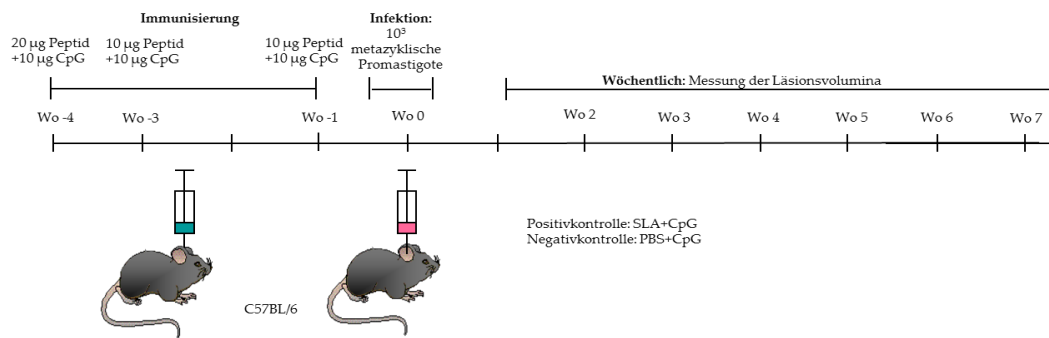 Immunisierung
Infektion:
10³
metazyklische
Promastigote
20 µg Peptid
+10 µg CpG
10 µg Peptid
+10 µg CpG
10 µg Peptid
+10 µg CpG
Wöchentlich: Messung der Läsionsvolumina
Wo -4
Wo -3
Wo -1
Wo 0
Wo 2
Wo 3
Wo 4
Wo 5
Wo 6
Wo 7
Positivkontrolle: SLA+CpG
Negativkontrolle: PBS+CpG
C57BL/6